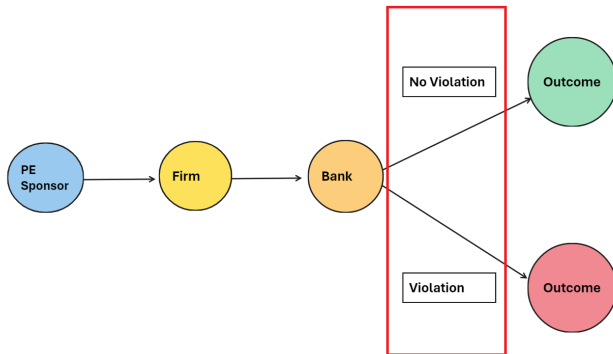 PE
Sponsor
Firm
Bank
No Violation
Outcome
Violation
Outcome